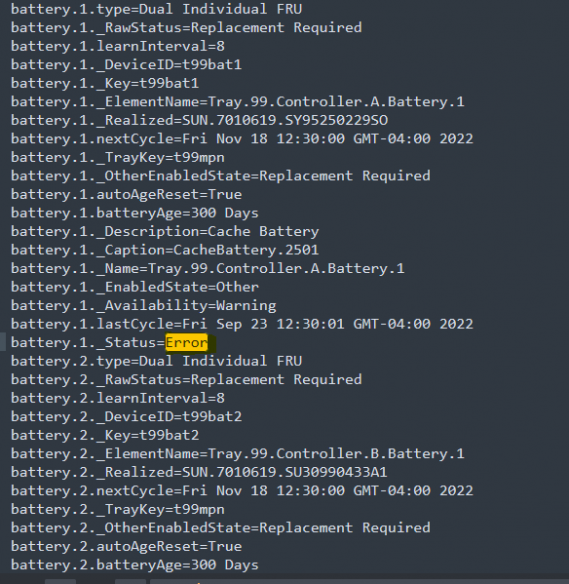 battery.1.type=Dual Individual FRU
battery.1._RawStatus=Replacement Required
battery.1.learnInterval=8
battery.1._DeviceID=t99bat1
battery.1._Key=t99bat1
battery.1._ElementName=Tray.99.Controller.A.Battery.1
battery.1._Realized=SUN.7010619.SY95250229SO
battery.1.nextCycle=Fri Nov 18 12:30:00 GMT-04:00 2022
battery.1._TrayKey=t99mpn
battery.1._OtherEnabledState=Replacement Required
battery.1.autoAgeReset=True
battery.1.batteryAge=300 Days
battery.1._Description=Cache Battery
battery.1._Caption=CacheBattery.2501
battery.1._Name=Tray.99.Controller.A.Battery.1
battery.1._EnabledState=Other
battery.1._Availability=Warning
battery.1.lastCycle=Fri Sep 23 12:30:01 GMT-04:00 2022
battery.1._Status=Error
battery.2.type=Dual Individual FRU
battery.2._RawStatus=Replacement Required
battery.2.learnInterval=8
battery.2._DeviceID=t99bat2
battery.2._Key=t99bat2
battery.2._ElementName=Tray.99.Controller.B.Battery.1
battery.2._Realized=SUN.7010619.SU30990433A1
battery.2.nextCycle=Fri Nov 18 12:30:00 GMT-04:00 2022
battery.2._TrayKey=t99mpn
battery.2._OtherEnabledState=Replacement Required
battery.2.autoAgeReset=True
battery.2.batteryAge=300 Days